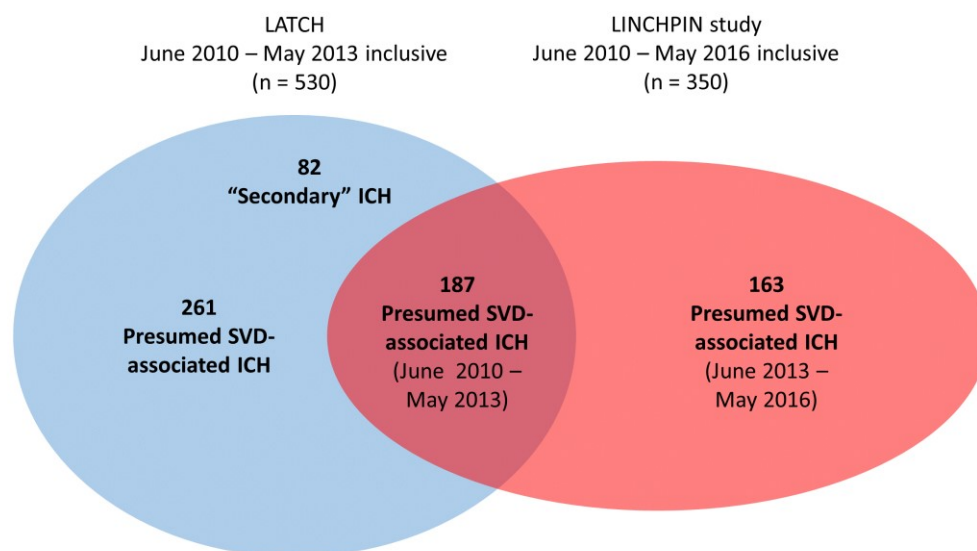 LATCH
June 2010 – May 2013 inclusive
(n = 530)
LINCHPIN study
June 2010 – May 2016 inclusive
(n = 350)
82
“Secondary” ICH
261
Presumed SVD-
associated ICH
187
Presumed SVD-
associated ICH
(June 2010 –
May 2013)
163
Presumed SVD-
associated ICH
(June 2013 –
May 2016)